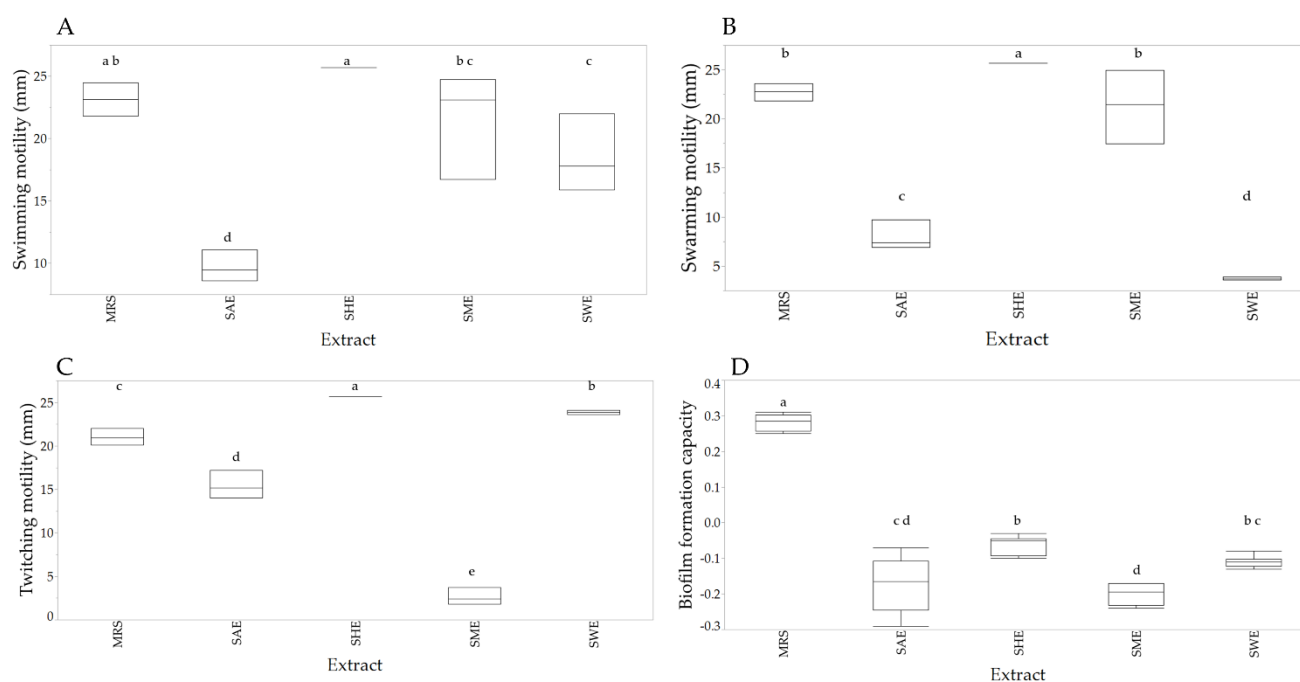 A
Swimming motility (mm)
25
20
15
10
a b
d
a
b c
c
MRS
SAE
SHE
SME
SWE
Extract
B
Swarming motility (mm)
25
20
15
10
5
b
c
a
b
d
MRS
SAE
SHE
SME
SWE
Extract
C
Twitching motility (mm)
25
20
15
10
5
0
c
d
a
e
b
MRS
SAE
SHE
SME
SWE
Extract
D
Biofilm formation capacity
0.4
0.3
0.2
0.1
0.0
-0.1
-0.2
-0.3
a
c d
b
d
b c
MRS
SAE
SHE
SME
SWE
Extract